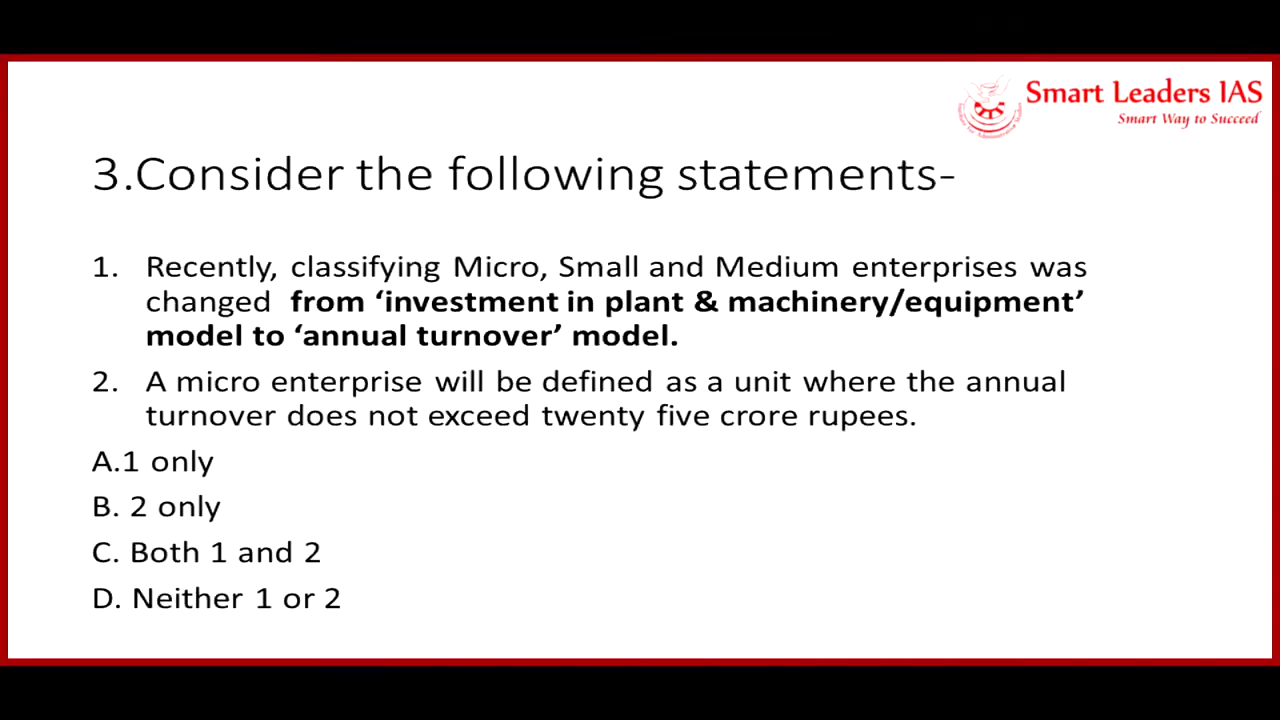 Smart Leaders IAS
Smart Way to Succeed
3.Consider the following statements-
1. Recently, classifying Micro, Small and Medium enterprises was
changed from ‘investment in plant & machinery/equipment’
model to ‘annual turnover’ model.
2. A micro enterprise will be defined as a unit where the annual
turnover does not exceed twenty five crore rupees.
A.1 only
B. 2 only
C. Both 1 and 2
D. Neither 1 or 2